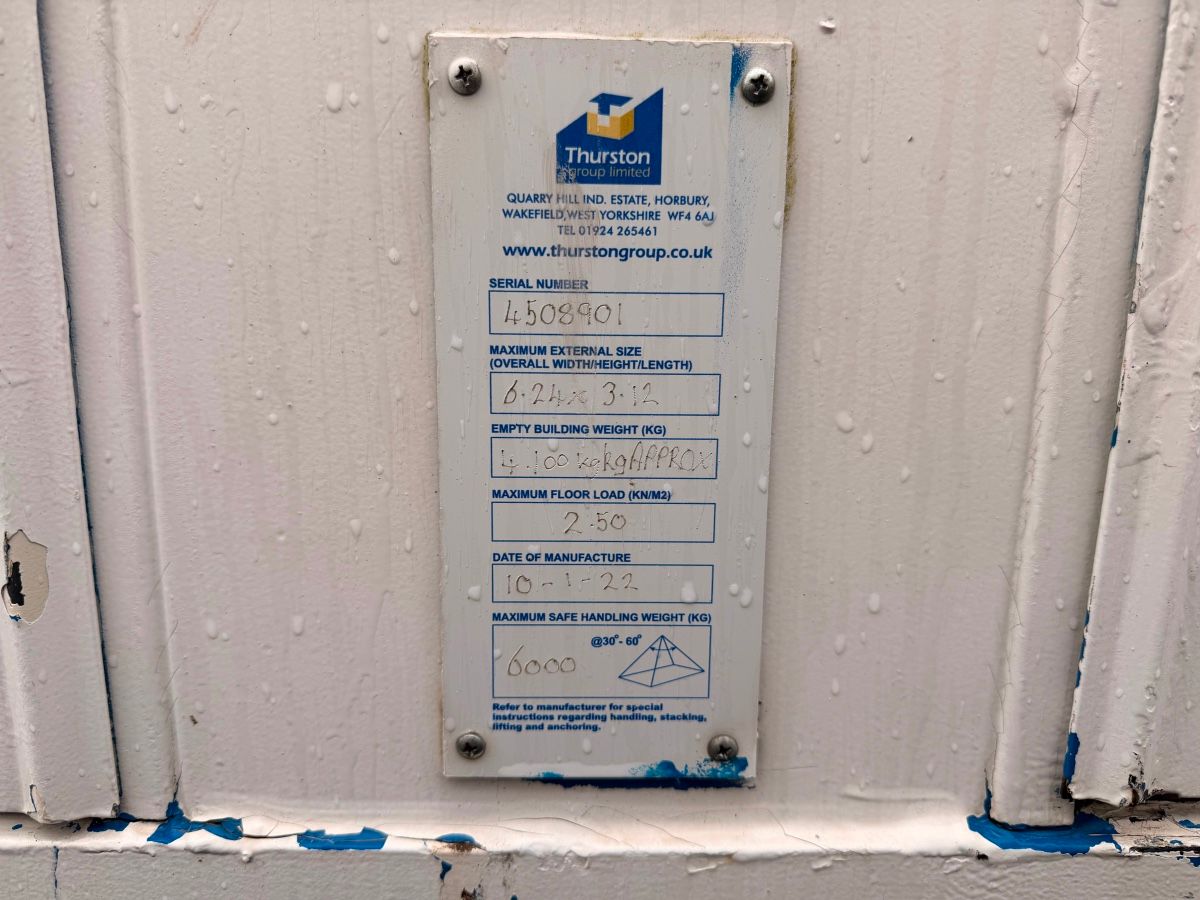 Thurston
group limited
QUARRY HILL IND. ESTATE, HORBURY,
WAKEFIELD, WEST YORKSHIRE WF4 6AJ
TEL 01924 265461
www.thurstongroup.co.uk
SERIAL NUMBER
4508901
MAXIMUM EXTERNAL SIZE
(OVERALL WIDTH/HEIGHT/LENGTH)
6.24 x 3.12
EMPTY BUILDING WEIGHT (KG)
4.100 kg kg APPROX
MAXIMUM FLOOR LOAD (KN/M2)
2.50
DATE OF MANUFACTURE
10-1-22
MAXIMUM SAFE HANDLING WEIGHT (KG)
@30°- 60°
6000
Refer to manufacturer for special
instructions regarding handling, stacking,
lifting and anchoring.